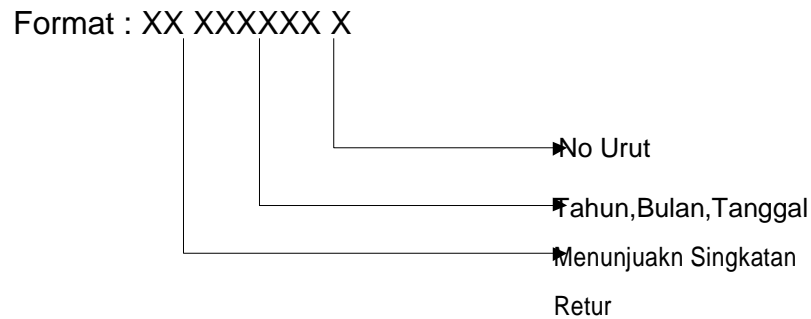 Format : XX XXXXXX X
No Urut
Tahun,Bulan,Tanggal
Menunjuakn Singkatan
Retur